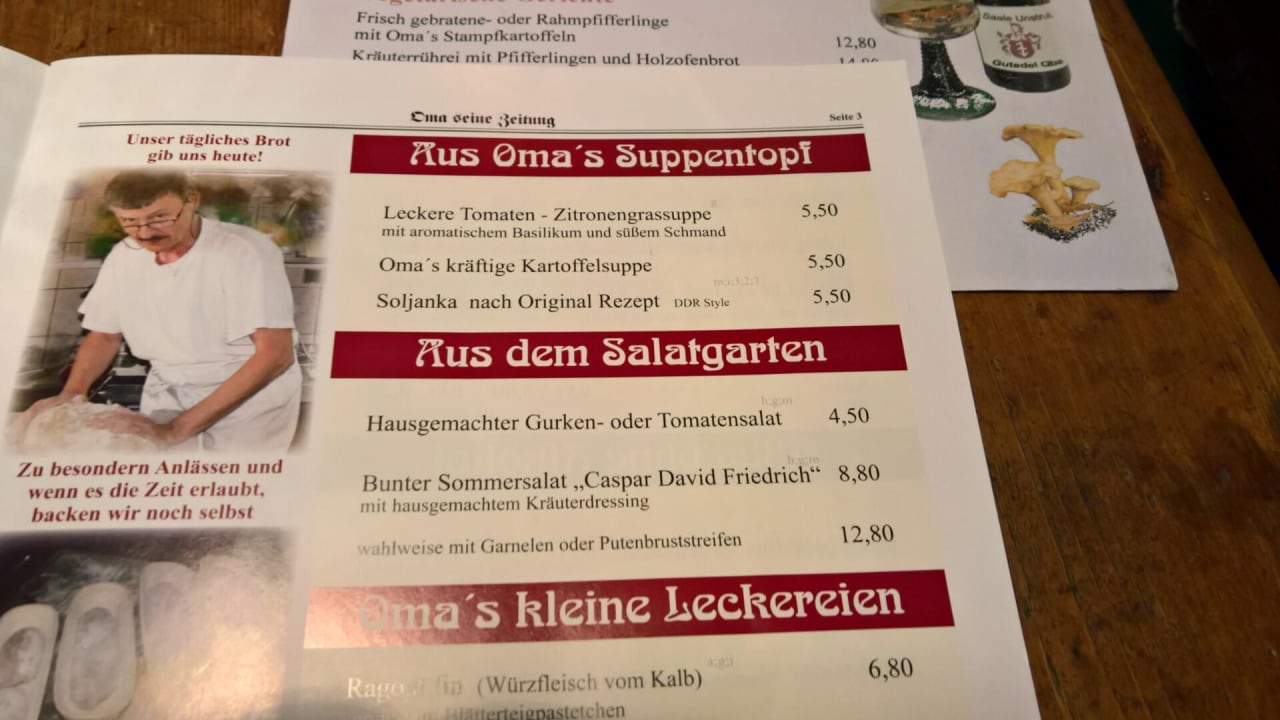 Frisch gebratene- oder Rahmpfifferlinge
mit Oma´s Stampfkartoffeln
12,80
Kräuterrührei mit Pfifferlingen und Holzofenbrot
Saale Unstrut
Oma seine Zeitung
Seite 3
Unser tägliches Brot
gib uns heute!
Zu besondern Anlässen und
wenn es die Zeit erlaubt,
backen wir noch selbst
Aus Oma´s Suppentopf
Leckere Tomaten - Zitronengrassuppe g 5,50
mit aromatischem Basilikum und süßem Schmand
Oma´s kräftige Kartoffelsuppe 5,50
Soljanka nach Original Rezept DDR Style 5,50
Aus dem Salatgarten
Hausgemachter Gurken- oder Tomatensalat h;g;m 4,50
Bunter Sommersalat „Caspar David Friedrich“ h;g;m 8,80
mit hausgemachtem Kräuterdressing
wahlweise mit Garnelen oder Putenbruststreifen 12,80
Oma´s kleine Leckereien
(Würzfleisch vom Kalb) 6,80
Blätterteigpastetchen